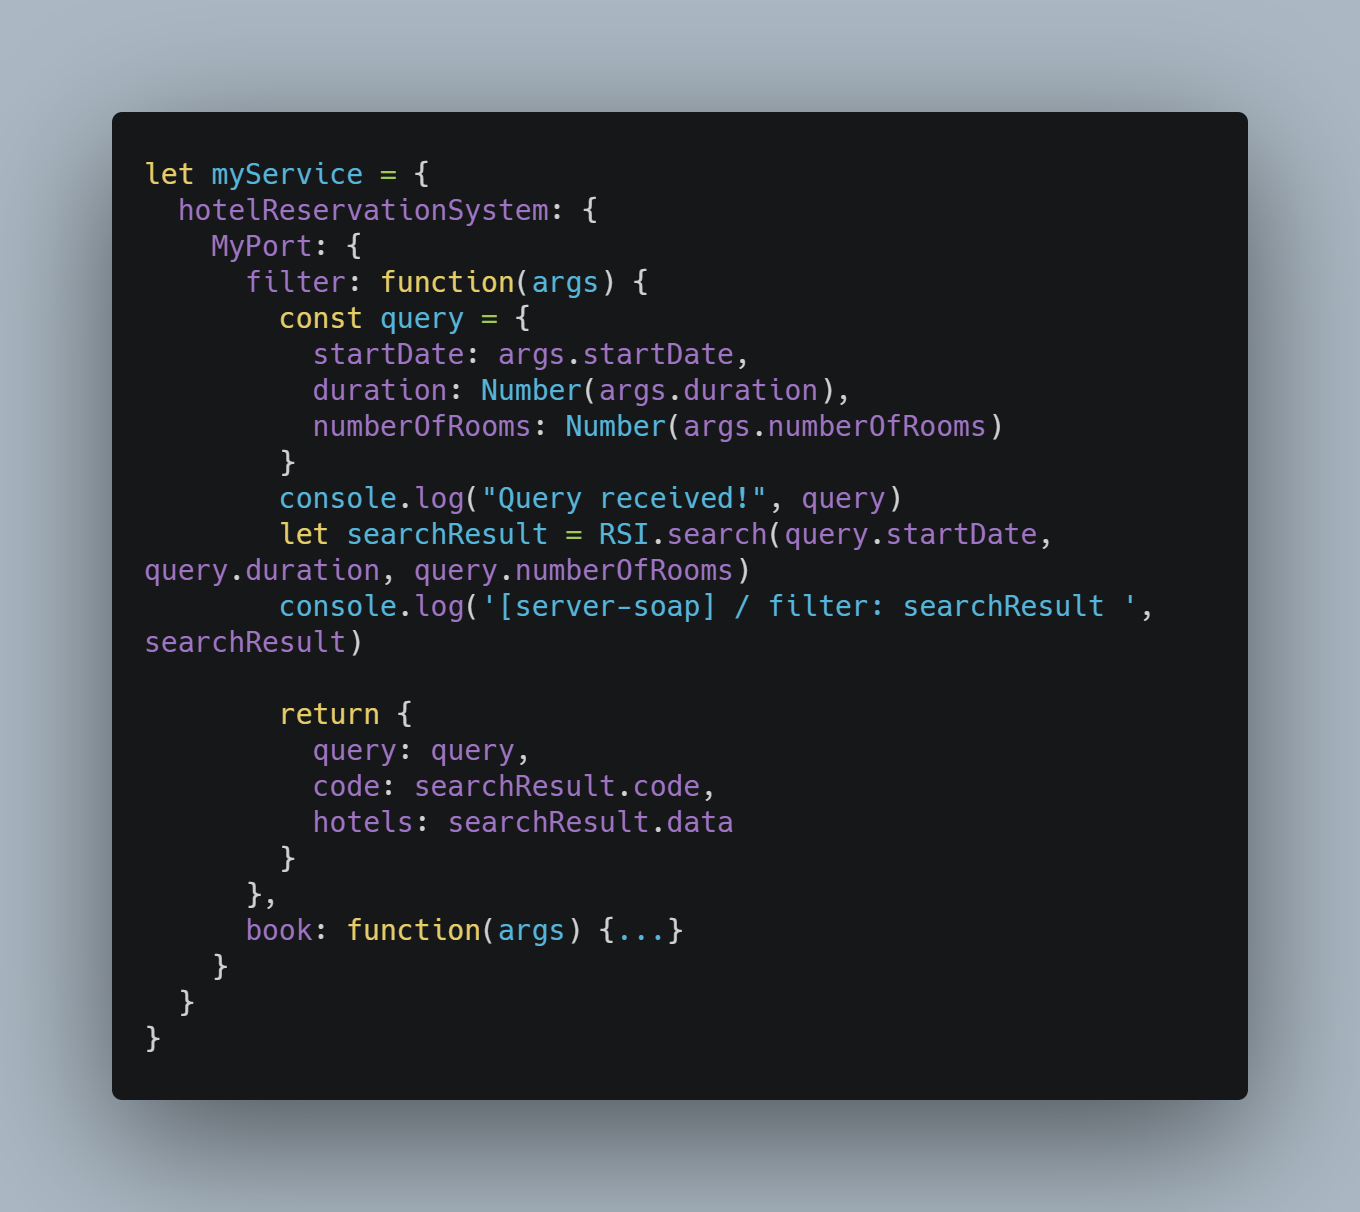 let myService = {
  hotelReservationSystem: {
    MyPort: {
      filter: function(args) {
        const query = {
          startDate: args.startDate,
          duration: Number(args.duration),
          numberOfRooms: Number(args.numberOfRooms)
        }
        console.log("Query received!", query)
        let searchResult = RSI.search(query.startDate,
query.duration, query.numberOfRooms)
        console.log('[server-soap] / filter: searchResult ',
searchResult)

        return {
          query: query,
          code: searchResult.code,
          hotels: searchResult.data
        }
      },
      book: function(args) {...}
    }
  }
}